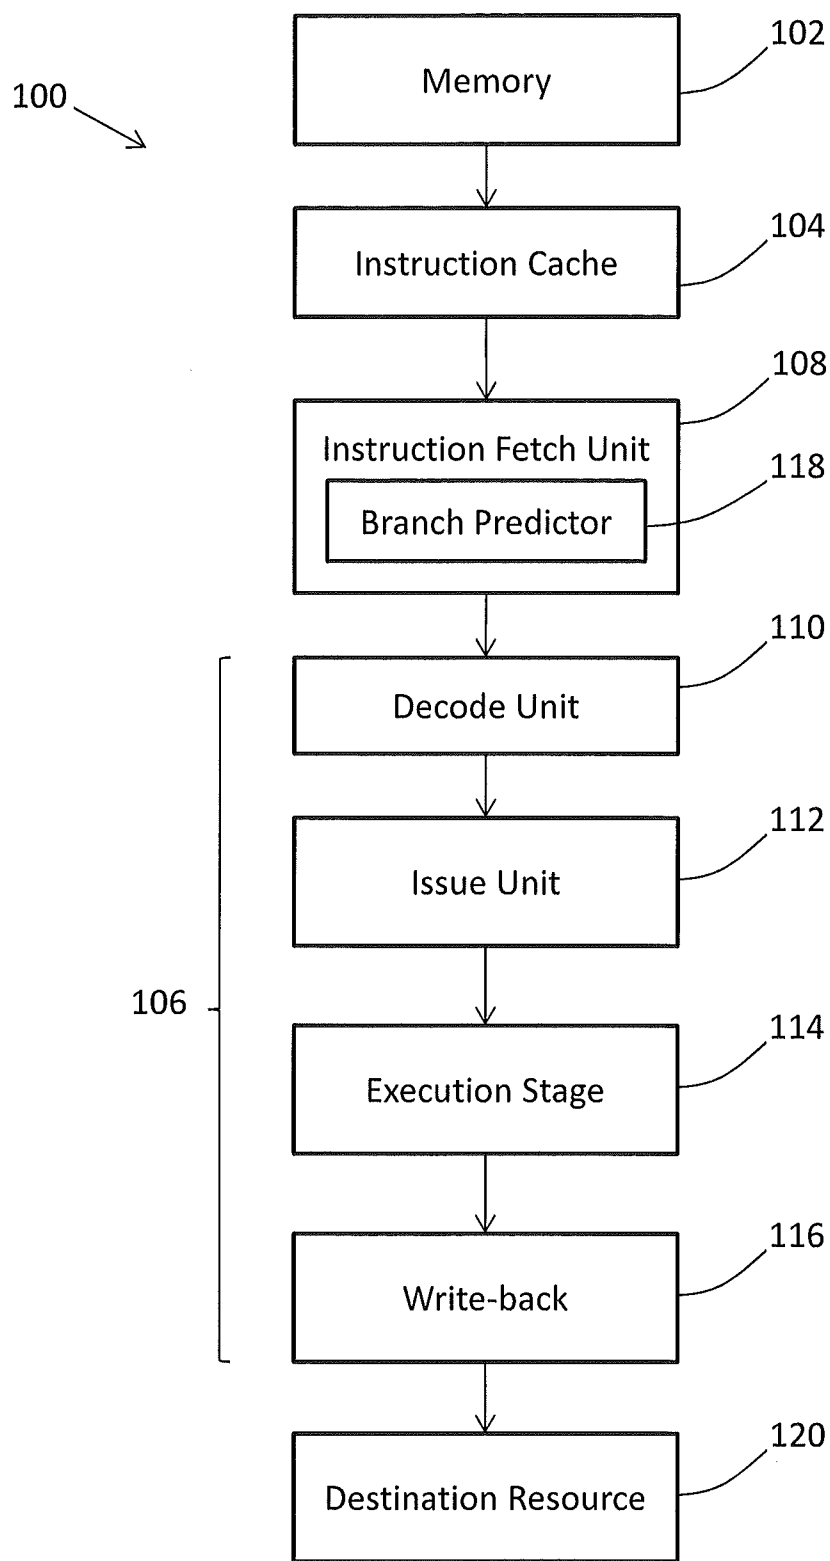 102
Memory
100
104
Instruction Cache
108
Instruction Fetch Unit
118
Branch Predictor
110
Decode Unit
112
Issue Unit
106
114
Execution Stage
116
Write-back
120
Destination Resource